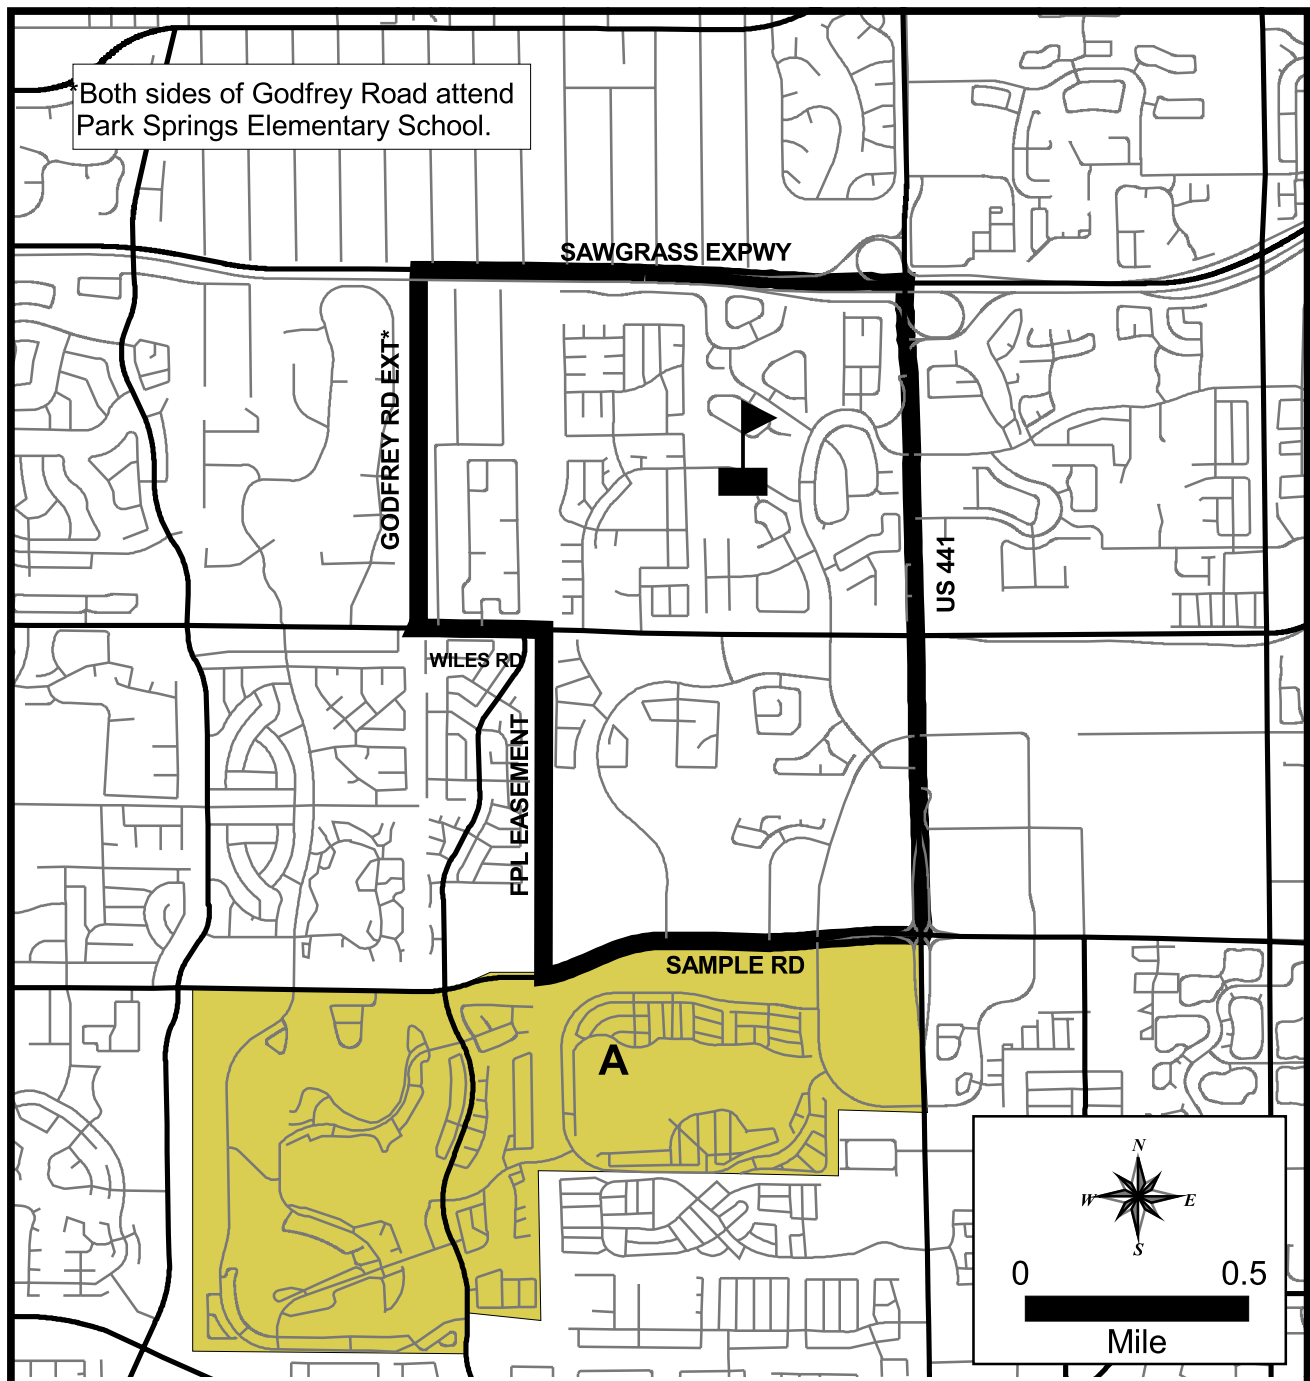 *Both sides of Godfrey Road attend
Park Springs Elementary School.
SAWGRASS EXPWY
GODFREY RD EXT*
US 441
WILES RD
FPL EASEMENT
SAMPLE RD
A
N
W E
S
0 0.5
Mile